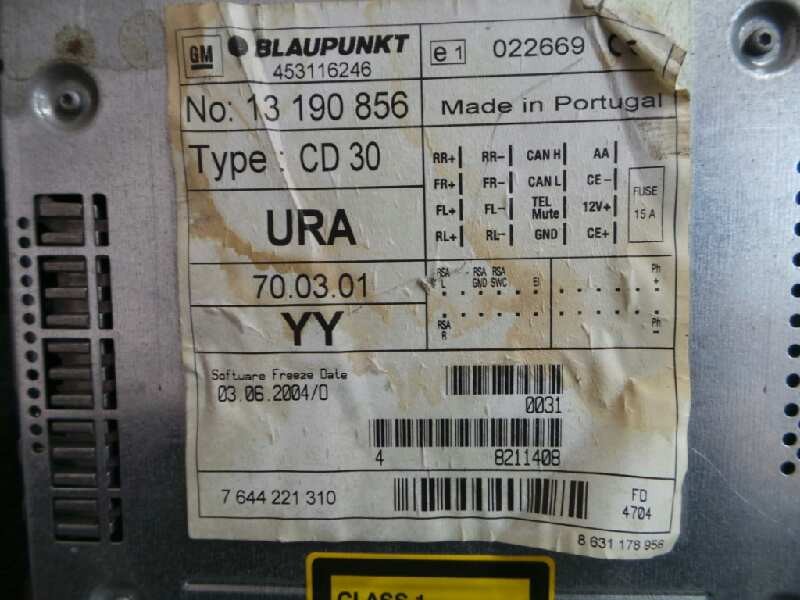 GM BLAUPUNKT
453116246
e1 022669
No: 13 190 856
Made in Portugal
Type : CD 30
RR+ RR- CAN H AA
FR+ FR- CAN L CE-
FL+ FL- TEL Mute 12V+
RL+ RL- GND CE+
FUSE
15 A
URA
70.03.01
YY
RSA L RSA GND RSA SWC Ph +
RSA R Ph -
Software Freeze Date
03.06.2004/D
0031
4 8211408
7 644 221 310
FD
4704
8 631 178 956
CLASS 1